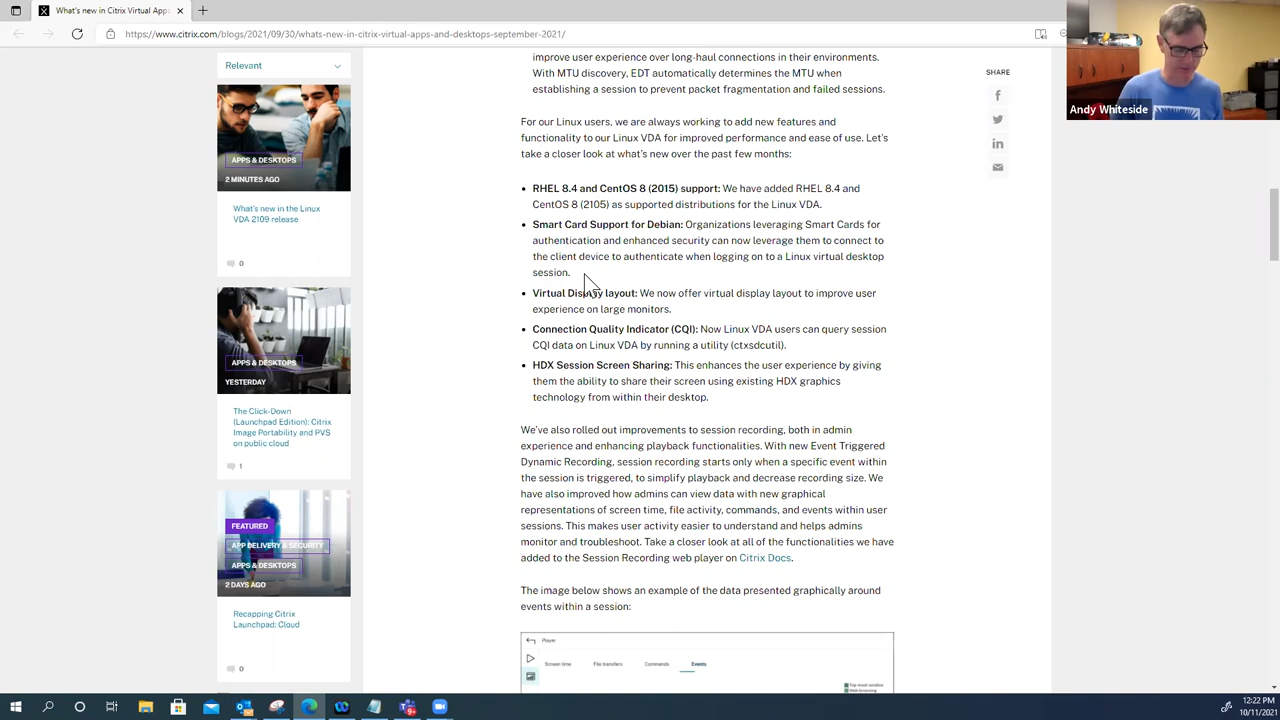 What's new in Citrix Virtual Apps
https://www.citrix.com/blogs/2021/09/30/whats-new-in-citrix-virtual-apps-and-desktops-september-2021/
Andy Whiteside
Relevant
APPS & DESKTOPS
2 MINUTES AGO
What's new in the Linux
VDA 2109 release
0
APPS & DESKTOPS
YESTERDAY
The Click-Down
(Launchpad Edition): Citrix
Image Portability and PVS
on public cloud
1
FEATURED
APP DELIVERY & SECURITY
APPS & DESKTOPS
2 DAYS AGO
Recapping Citrix
Launchpad: Cloud
0
improve user experience over long-haul connections in their environments.
With MTU discovery, EDT automatically determines the MTU when
establishing a session to prevent packet fragmentation and failed sessions.
For our Linux users, we are always working to add new features and
functionality to our Linux VDA for improved performance and ease of use. Let's
take a closer look at what's new over the past few months:
• RHEL 8.4 and CentOS 8 (2015) support: We have added RHEL 8.4 and
CentOS 8 (2105) as supported distributions for the Linux VDA.
• Smart Card Support for Debian: Organizations leveraging Smart Cards for
authentication and enhanced security can now leverage them to connect to
the client device to authenticate when logging on to a Linux virtual desktop
session.
• Virtual Display layout: We now offer virtual display layout to improve user
experience on large monitors.
• Connection Quality Indicator (CQI): Now Linux VDA users can query session
CQI data on Linux VDA by running a utility (ctxsdcutil).
• HDX Session Screen Sharing: This enhances the user experience by giving
them the ability to share their screen using existing HDX graphics
technology from within their desktop.
We've also rolled out improvements to session recording, both in admin
experience and enhancing playback functionalities. With new Event Triggered
Dynamic Recording, session recording starts only when a specific event within
the session is triggered, to simplify playback and decrease recording size. We
have also improved how admins can view data with new graphical
representations of screen time, file activity, commands, and events within user
sessions. This makes user activity easier to understand and helps admins
monitor and troubleshoot. Take a closer look at all of the functionalities we have
added to the Session Recording web player on Citrix Docs.
The image below shows an example of the data presented graphically around
events within a session:
Player
Screen time File transfers Commands Events
Top most window
Web browsing
SHARE
12:22 PM
10/11/2021